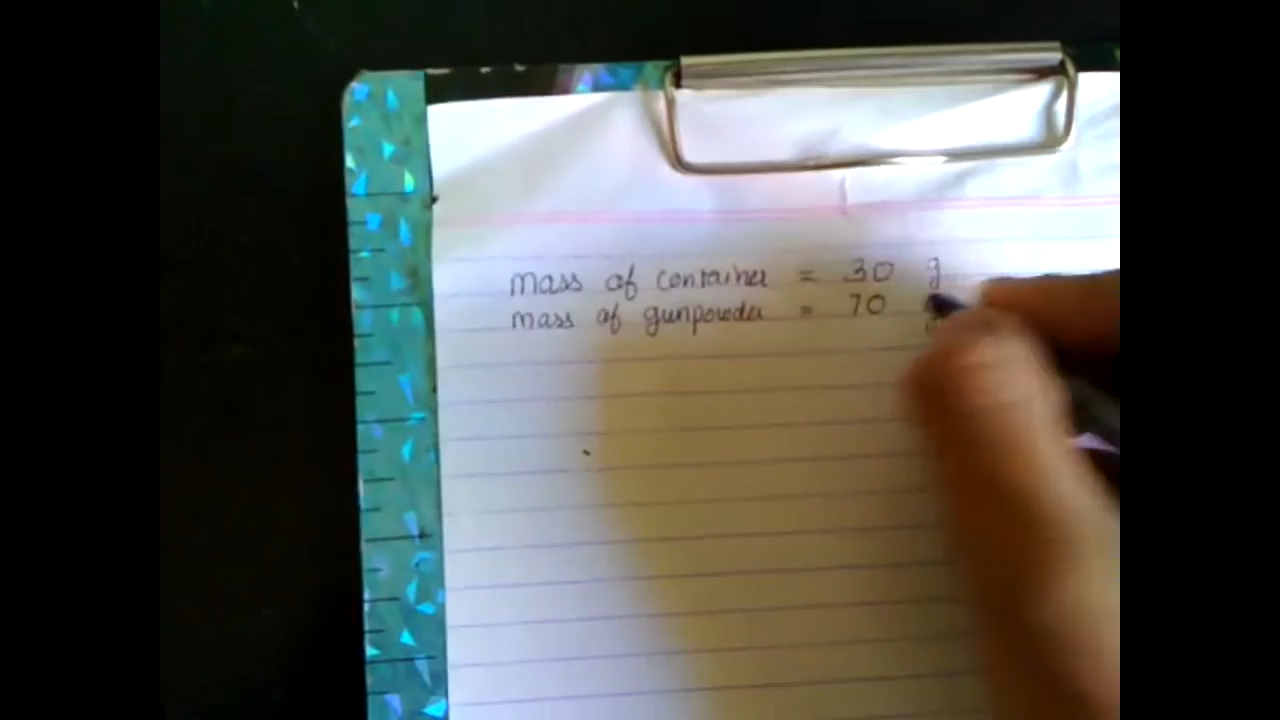 mass of container = 30 g
mass of gunpowder = 70 g